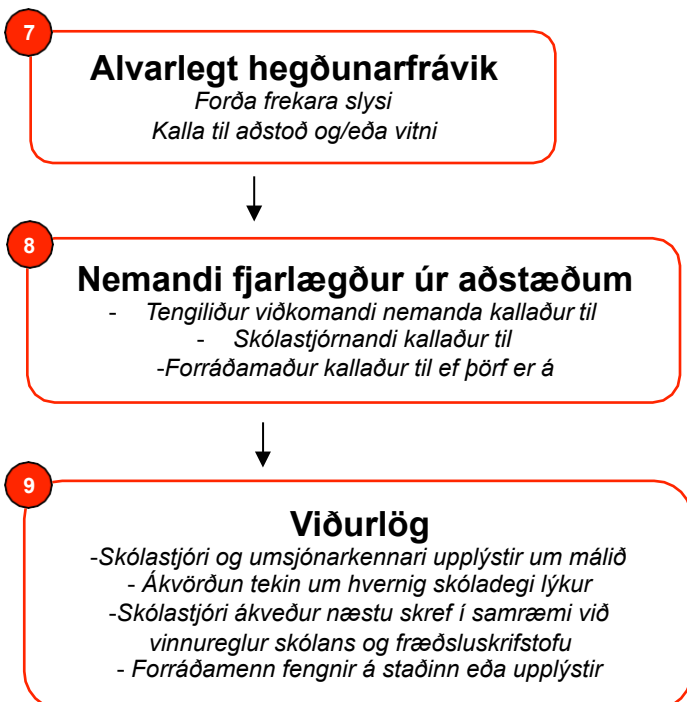 7
Alvarlegt hegðunarfrávik
Forða frekara slysi
Kalla til aðstoð og/eða vitni
8
Nemandi fjarlægður úr aðstæðum
- Tengiliður viðkomandi nemanda kallaður til
- Skólastjórnandi kallaður til
-Forráðamaður kallaður til ef þörf er á
9
Viðurlög
-Skólastjóri og umsjónarkennari upplýstir um málið
- Ákvörðun tekin um hvernig skóladegi lýkur
-Skólastjóri ákveður næstu skref í samræmi við
vinnureglur skólans og fræðsluskrifstofu
- Forráðamenn fengnir á staðinn eða upplýstir